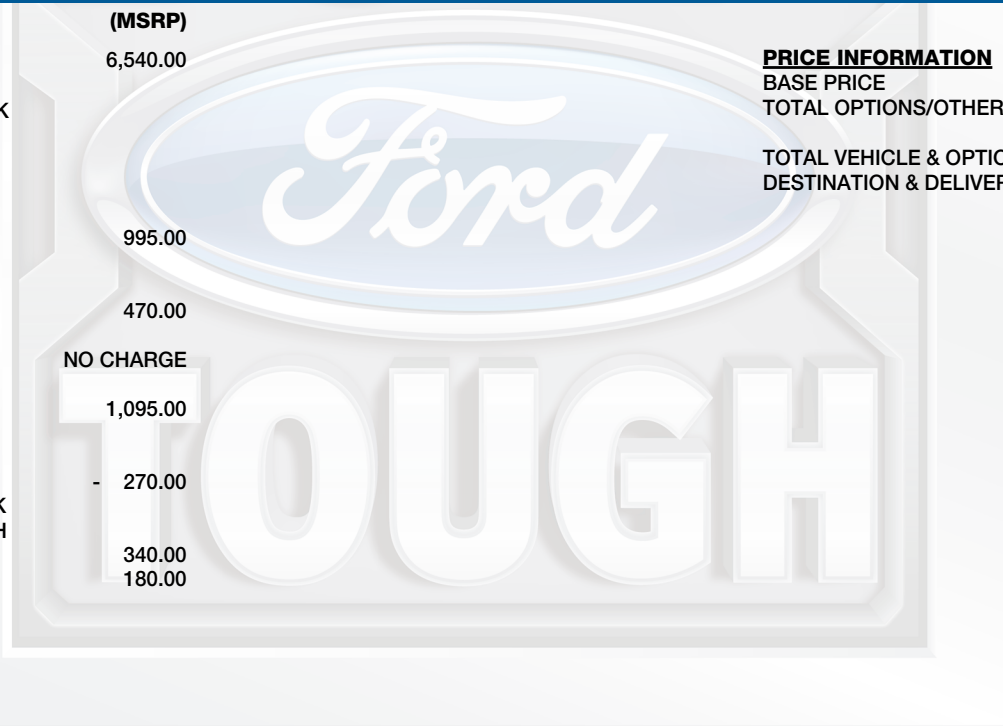 (MSRP)
6,540.00
K
995.00
470.00
NO CHARGE
1,095.00
- 270.00
K
H
340.00
180.00
PRICE INFORMATION
BASE PRICE
TOTAL OPTIONS/OTHER
TOTAL VEHICLE & OPTIO
DESTINATION & DELIVER
Ford
TOUGH